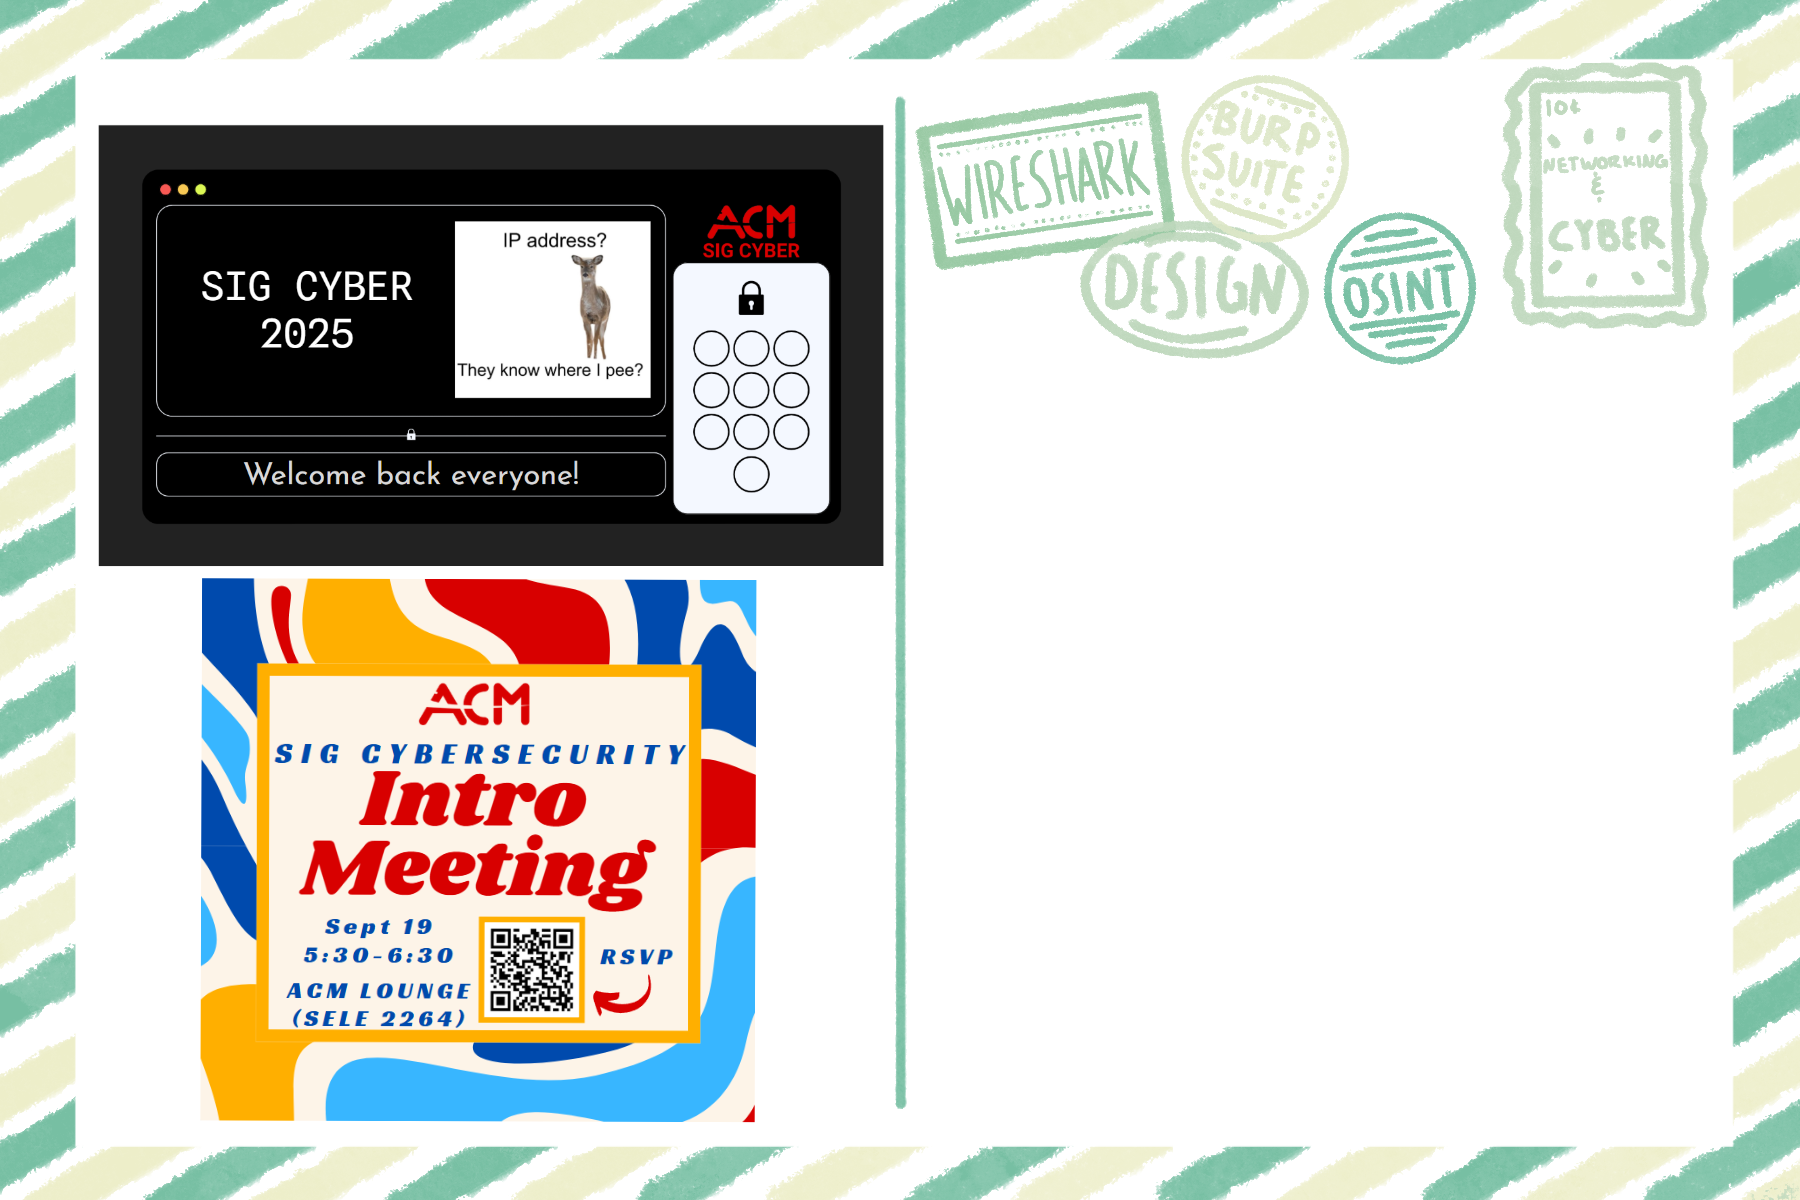 SIG CYBER
2025
IP address?
They know where I pee?
ACM
SIG CYBER
Welcome back everyone!
ACM
SIG CYBERSECURITY
Intro
Meeting
Sept 19
5:30-6:30
ACM LOUNGE
(SELE 2264)
RSVP
WIRESHARK
BURP
SUITE
DESIGN
OSINT
10¢
NETWORKING
&
CYBER